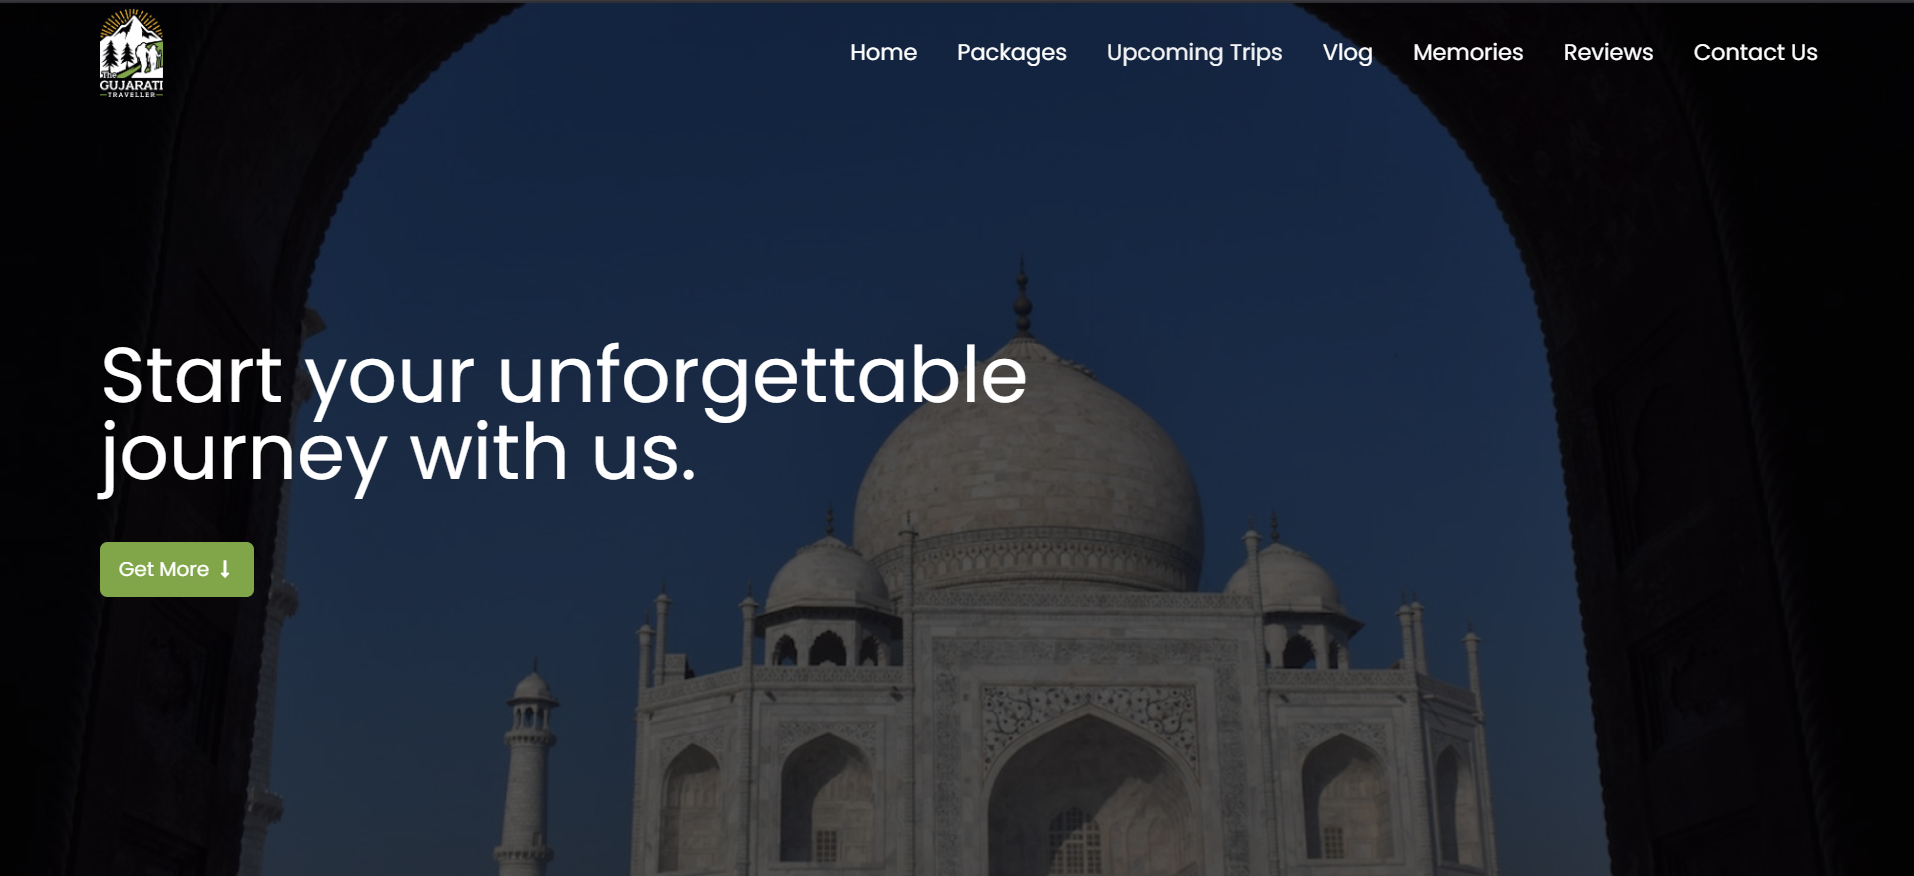 The
GUJARATI
TRAVELLER
Home Packages Upcoming Trips Vlog Memories Reviews Contact Us
Start your unforgettable
journey with us.
Get More